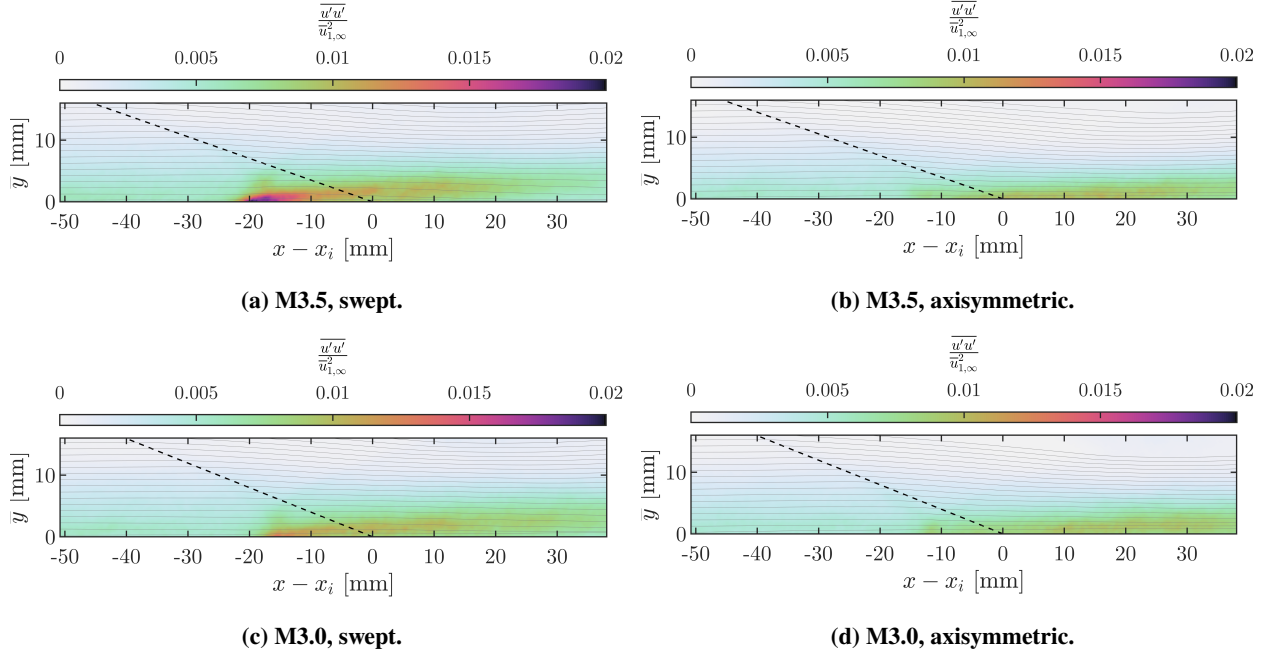 u'u'
ū²₁,∞
0 0.005 0.01 0.015 0.02
10
0
y̅ [mm]
-50 -40 -30 -20 -10 0 10 20 30
x − xᵢ [mm]
(a) M3.5, swept.
u'u'
ū²₁,∞
0 0.005 0.01 0.015 0.02
10
0
y̅ [mm]
-50 -40 -30 -20 -10 0 10 20 30
x − xᵢ [mm]
(b) M3.5, axisymmetric.
u'u'
ū²₁,∞
0 0.005 0.01 0.015 0.02
10
0
y̅ [mm]
-50 -40 -30 -20 -10 0 10 20 30
x − xᵢ [mm]
(c) M3.0, swept.
u'u'
ū²₁,∞
0 0.005 0.01 0.015 0.02
10
0
y̅ [mm]
-50 -40 -30 -20 -10 0 10 20 30
x − xᵢ [mm]
(d) M3.0, axisymmetric.